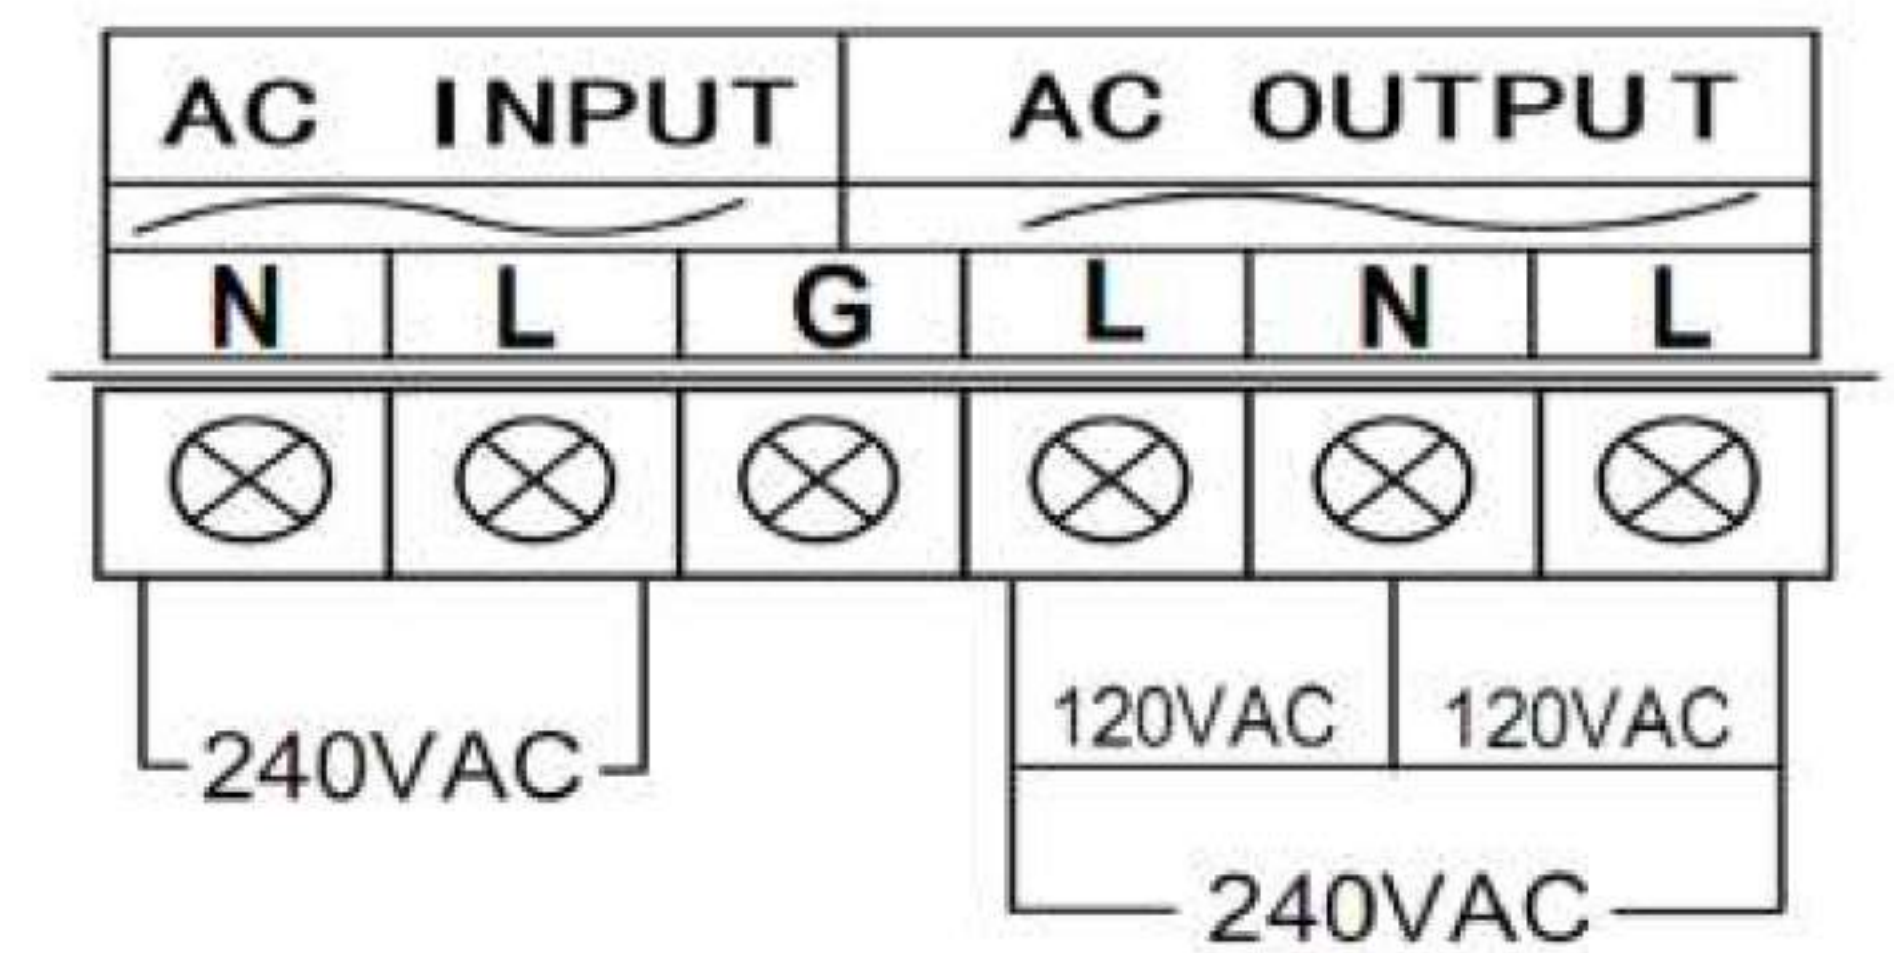 AC INPUT AC OUTPUT
N L G L N L
120VAC 120VAC
240VAC
240VAC